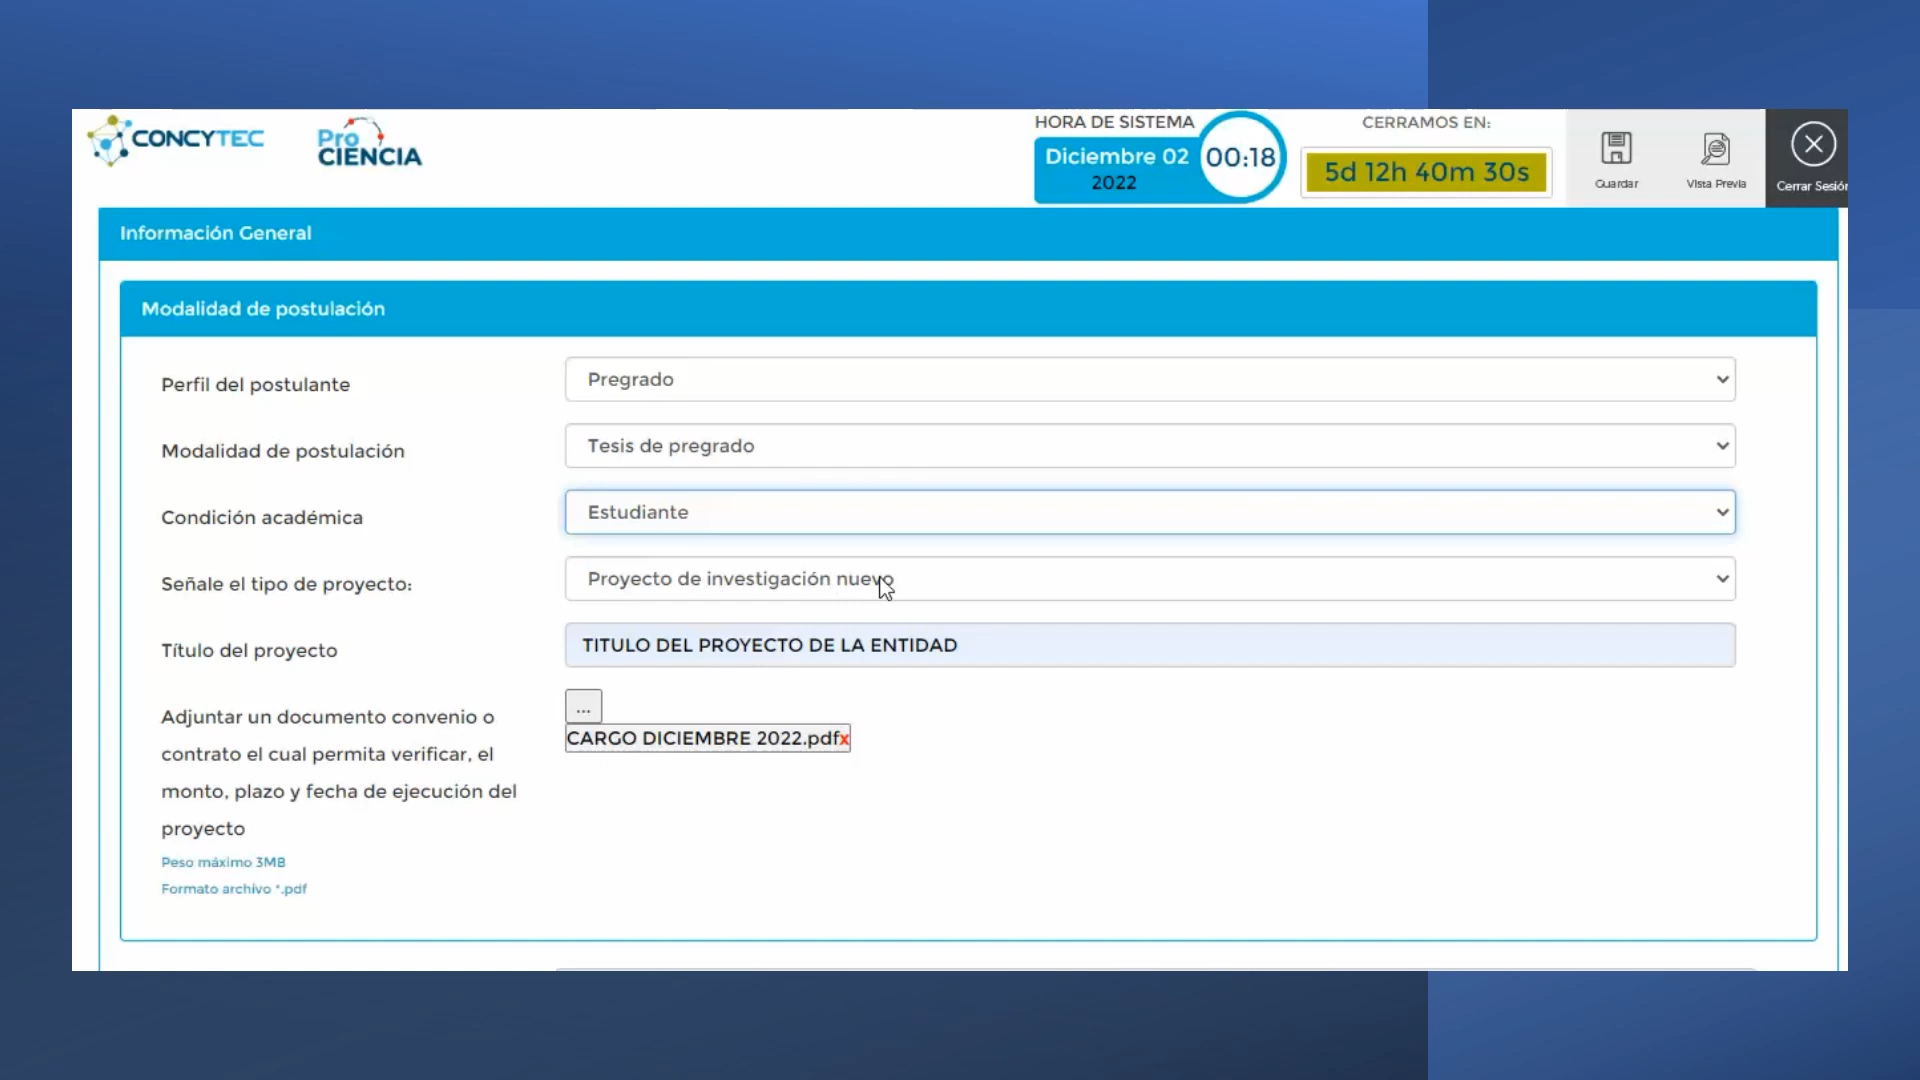 CONCYTEC
Pro
CIENCIA
HORA DE SISTEMA
Diciembre 02
2022
00:18
CERRAMOS EN:
5d 12h 40m 30s
Guardar
Vista Previa
Cerrar Sesión
Información General
Modalidad de postulación
Perfil del postulante
Pregrado
Modalidad de postulación
Tesis de pregrado
Condición académica
Estudiante
Señale el tipo de proyecto:
Proyecto de investigación nuevo
Título del proyecto
TITULO DEL PROYECTO DE LA ENTIDAD
Adjuntar un documento convenio o
contrato el cual permita verificar, el
monto, plazo y fecha de ejecución del
proyecto
Peso máximo 3MB
Formato archivo *.pdf
...
CARGO DICIEMBRE 2022.pdfx